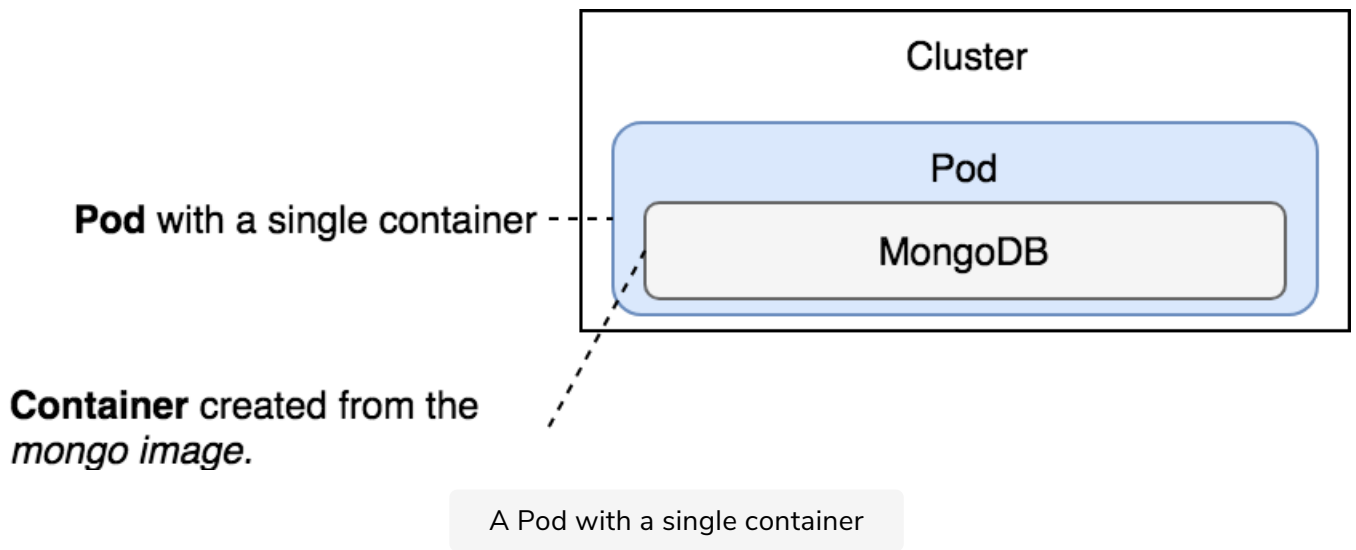 Cluster
Pod
Pod with a single container
MongoDB
Container created from the
mongo image.
A Pod with a single container